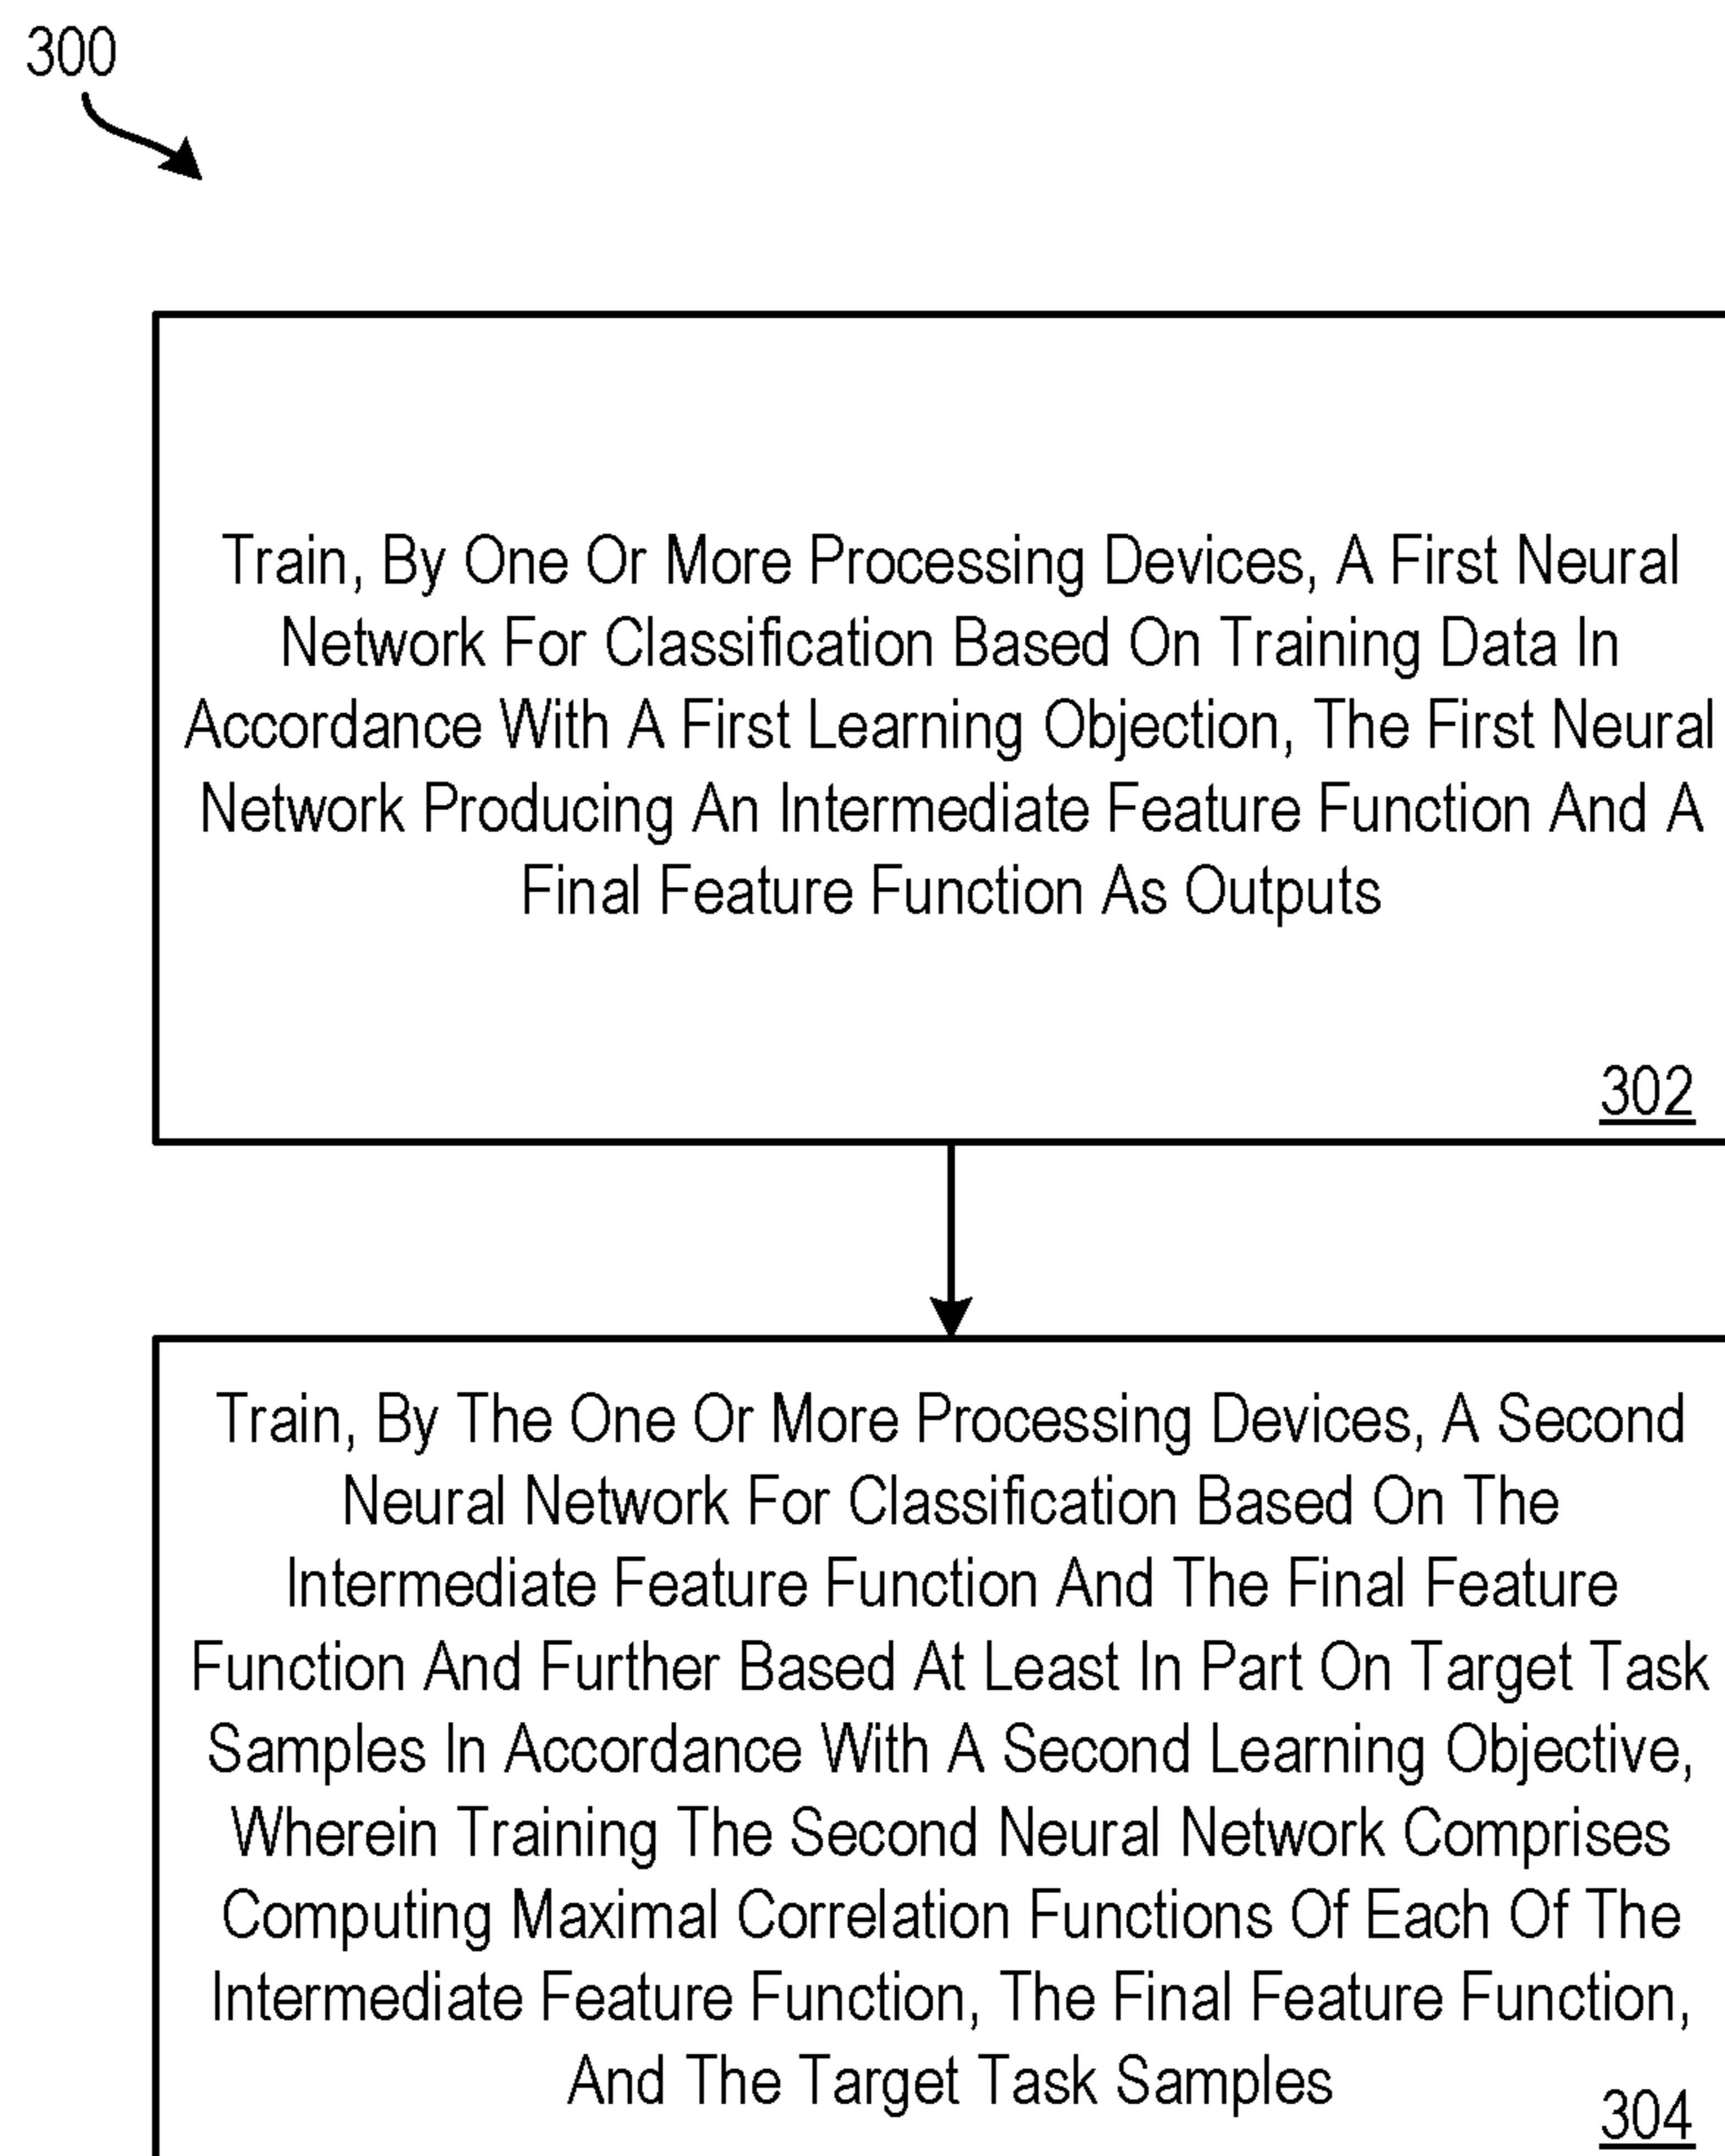 300
Train, By One Or More Processing Devices, A First Neural
Network For Classification Based On Training Data In
Accordance With A First Learning Objection, The First Neural
Network Producing An Intermediate Feature Function And A
Final Feature Function As Outputs
302
Train, By The One Or More Processing Devices, A Second
Neural Network For Classification Based On The
Intermediate Feature Function And The Final Feature
Function And Further Based At Least In Part On Target Task
Samples In Accordance With A Second Learning Objective,
Wherein Training The Second Neural Network Comprises
Computing Maximal Correlation Functions Of Each Of The
Intermediate Feature Function, The Final Feature Function,
And The Target Task Samples
304